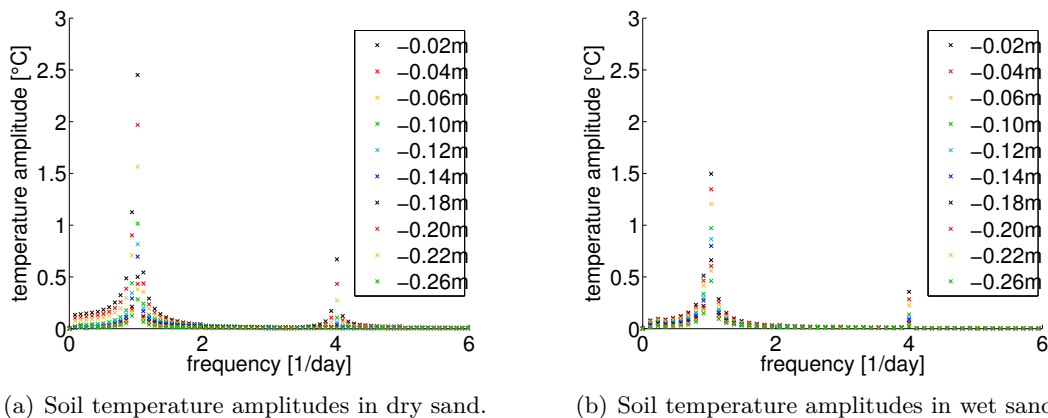 3
2.5
2
1.5
1
0.5
0
0 2 4 6
temperature amplitude [°C]
frequency [1/day]
−0.02m
−0.04m
−0.06m
−0.10m
−0.12m
−0.14m
−0.18m
−0.20m
−0.22m
−0.26m
(a) Soil temperature amplitudes in dry sand.
3
2.5
2
1.5
1
0.5
0
0 2 4 6
temperature amplitude [°C]
frequency [1/day]
−0.02m
−0.04m
−0.06m
−0.10m
−0.12m
−0.14m
−0.18m
−0.20m
−0.22m
−0.26m
(b) Soil temperature amplitudes in wet sand